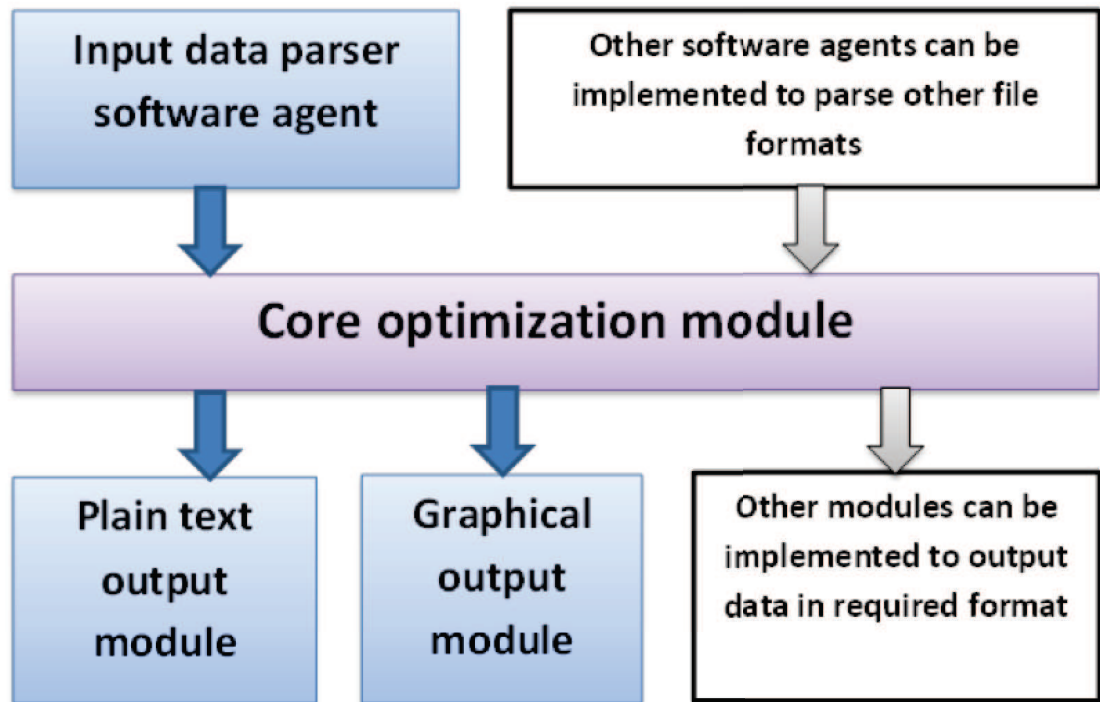 Input data parser
software agent
Other software agents can be
implemented to parse other file
formats
Core optimization module
Plain text
output
module
Graphical
output
module
Other modules can be
implemented to output
data in required format